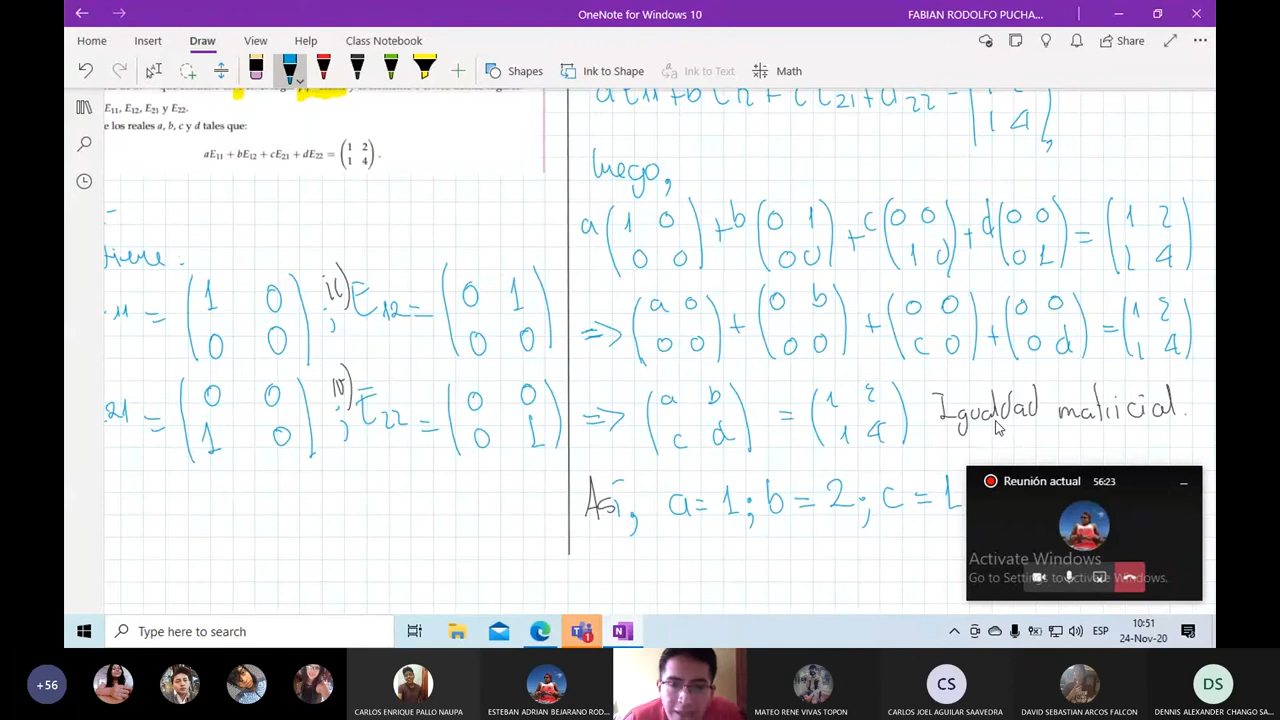 OneNote for Windows 10
FABIAN RODOLFO PUCHA...
Home Insert Draw View Help Class Notebook
Share
Shapes Ink to Shape Ink to Text Math
E11, E12, E21 y E22.
e los reales a, b, c y d tales que:
aE11 + bE12 + cE21 + dE22 = (1 2
1 4).
luego,
a(1 0 + b(0 1 + c(0 0 + d(0 0 = (1 2
0 0) 0 0) 1 0) 0 1) 1 4)
11 = (1 0 ii) E12 = (0 1
0 0) ; 0 0)
=> (a 0 + (0 b + (0 0 + (0 0 = (1 2
0 0) 0 0) c 0) 0 d) 1 4)
21 = (0 0 iv) E22 = (0 0
1 0) ; 0 1)
=> (a b = (1 2 Igualdad matricial.
c d) 1 4)
Así, a=1; b=2; c=1
Reunión actual 56:23
Activate Windows
Go to Settings to activate Windows.
Type here to search
ESP
10:51
24-Nov-20
+56
CARLOS ENRIQUE PALLO NAUPA
ESTEBAN ADRIAN BEJARANO ROD...
MATEO RENE VIVAS TOPON
CS
CARLOS JOEL AGUILAR SAAVEDRA
DAVID SEBASTIAN ARCOS FALCON
DS
DENNIS ALEXANDER CHANGO SA...